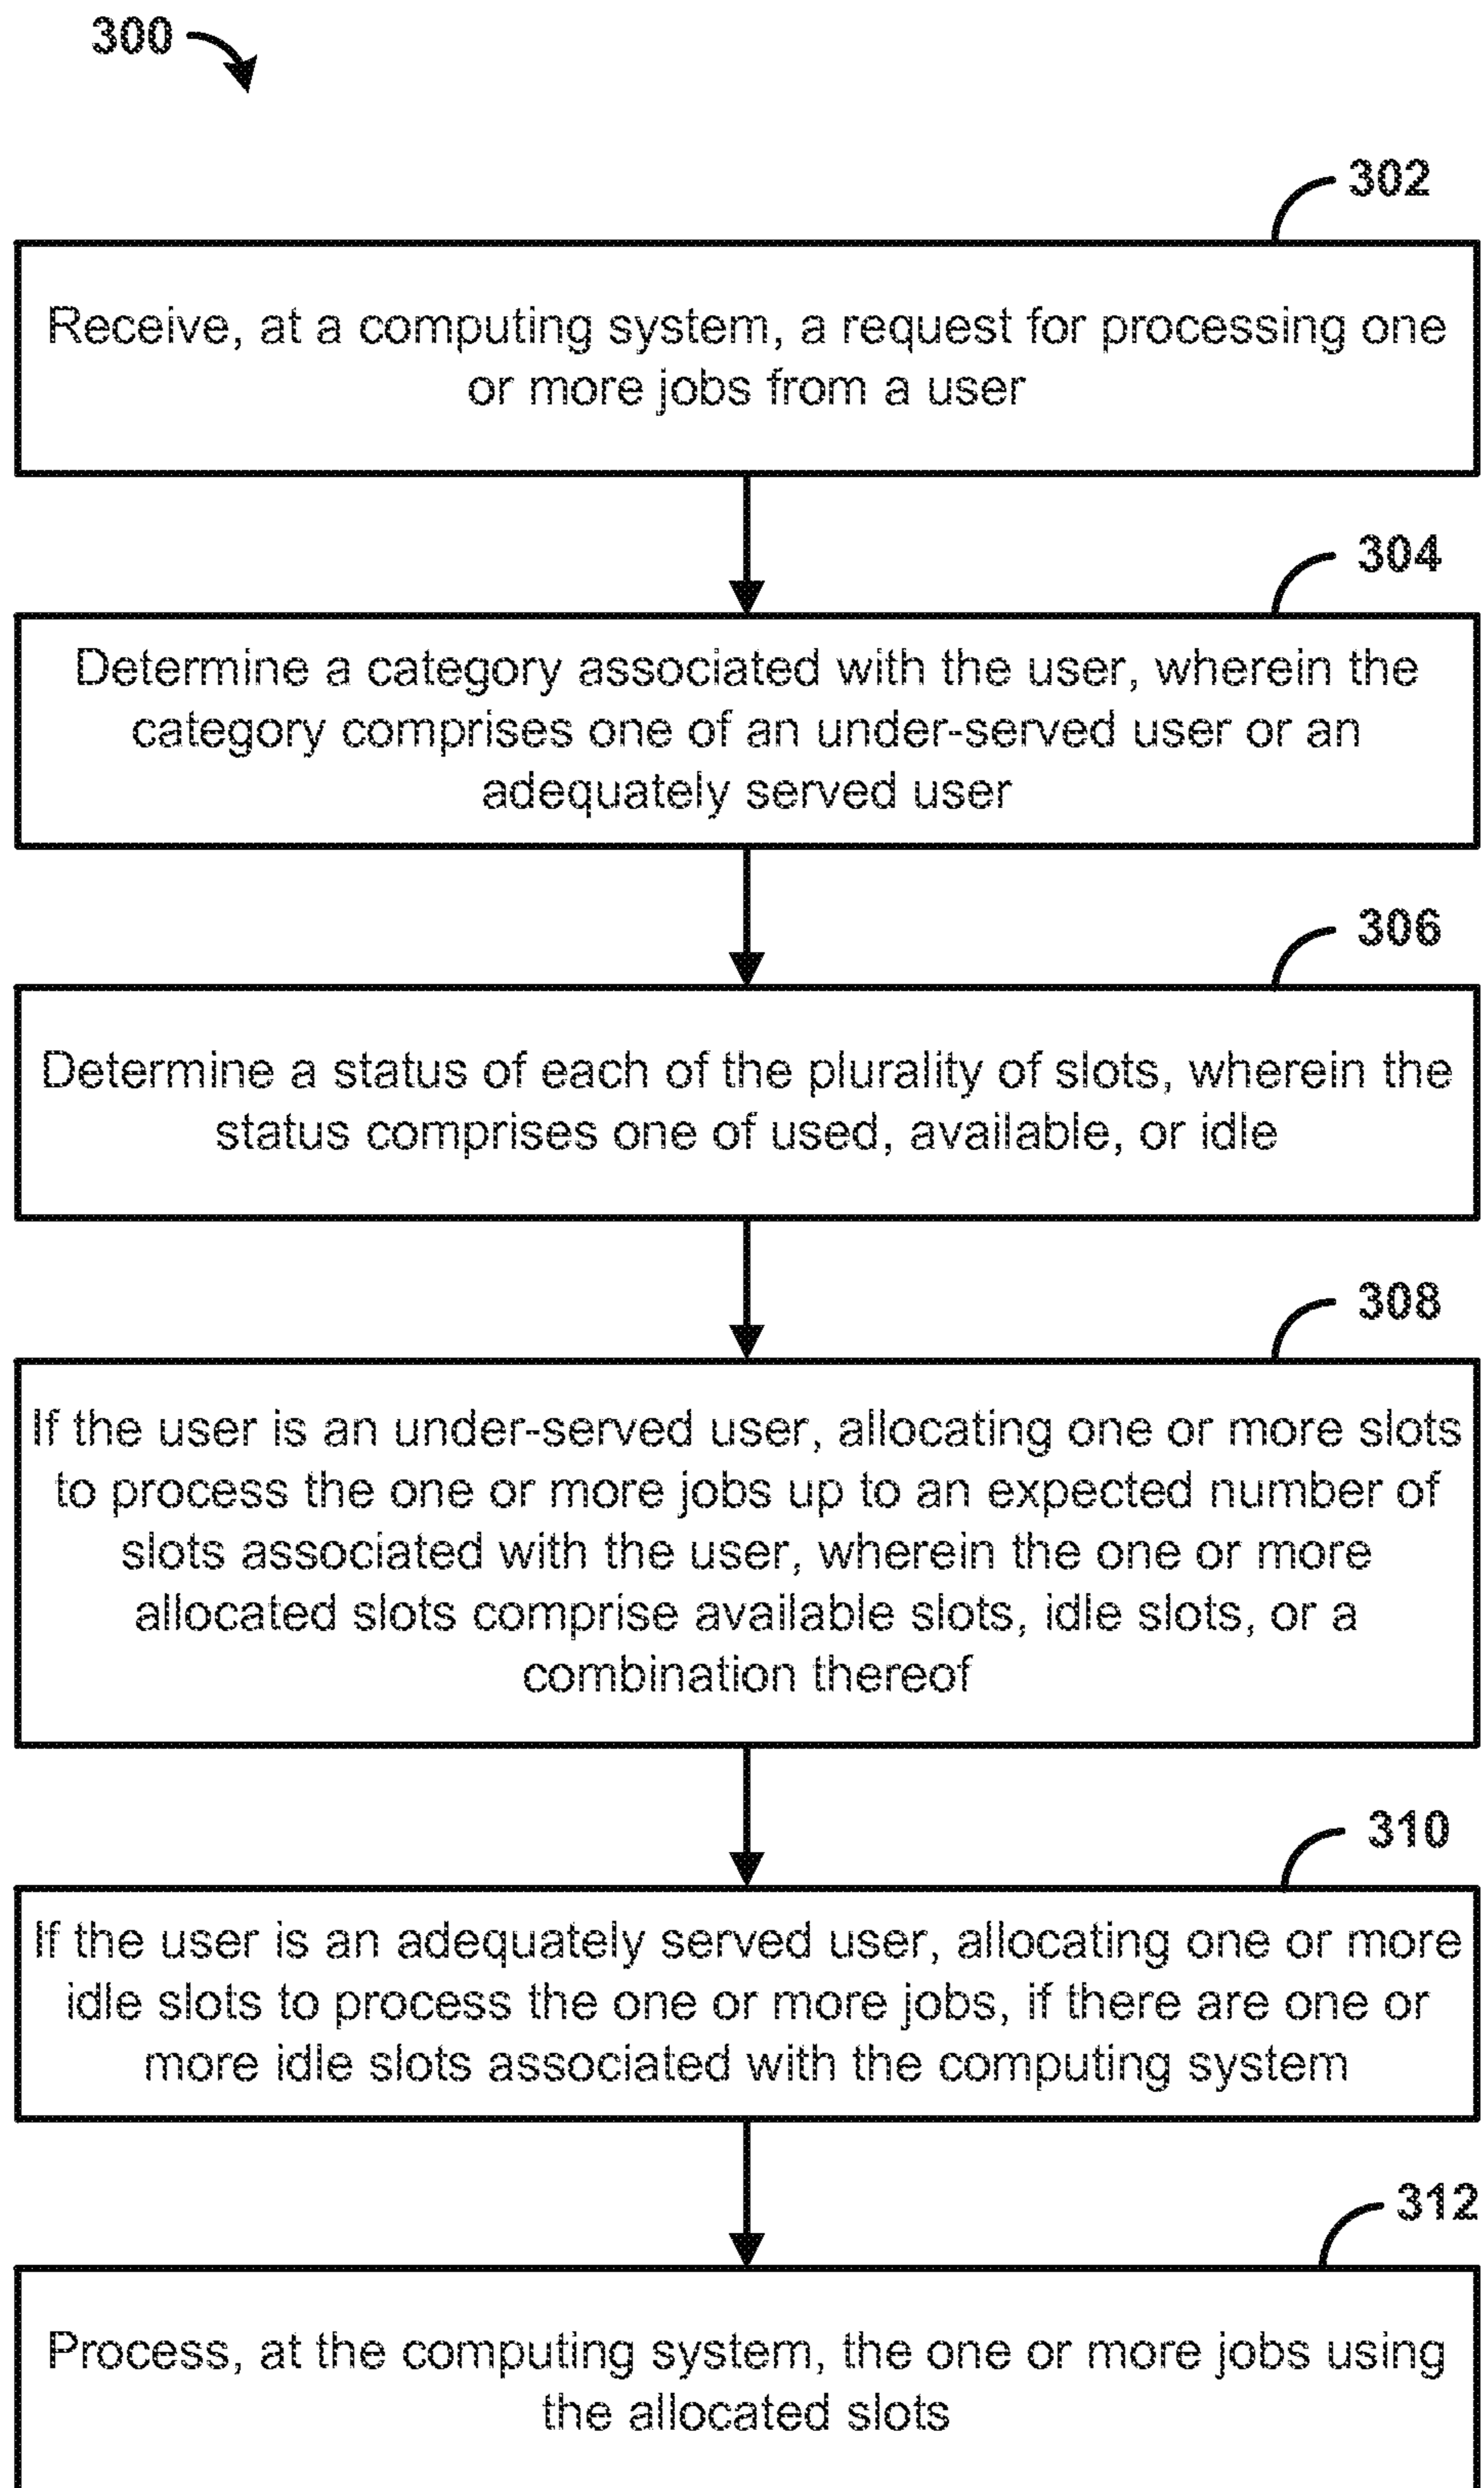 300
302
Receive, at a computing system, a request for processing one
or more jobs from a user
304
Determine a category associated with the user, wherein the
category comprises one of an under-served user or an
adequately served user
306
Determine a status of each of the plurality of slots, wherein the
status comprises one of used, available, or idle
308
If the user is an under-served user, allocating one or more slots
to process the one or more jobs up to an expected number of
slots associated with the user, wherein the one or more
allocated slots comprise available slots, idle slots, or a
combination thereof
310
If the user is an adequately served user, allocating one or more
idle slots to process the one or more jobs, if there are one or
more idle slots associated with the computing system
312
Process, at the computing system, the one or more jobs using
the allocated slots